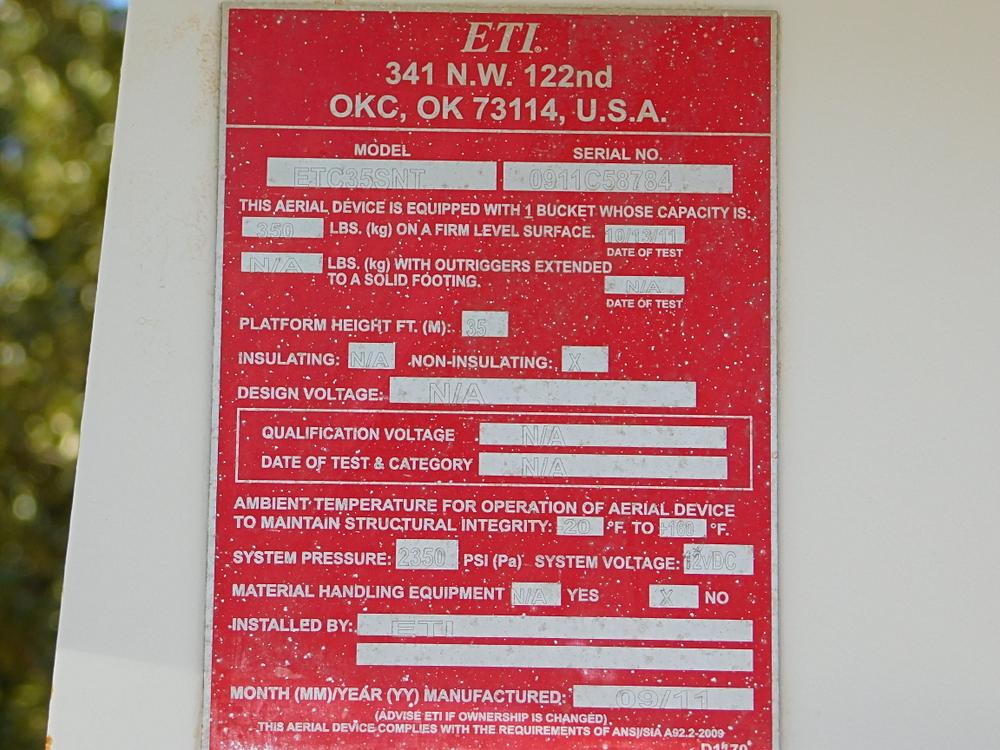 ETI.
341 N.W. 122nd
OKC, OK 73114, U.S.A.
MODEL SERIAL NO.
ETC35SNT 0911C58784
THIS AERIAL DEVICE IS EQUIPPED WITH 1 BUCKET WHOSE CAPACITY IS:
350 LBS. (kg) ON A FIRM LEVEL SURFACE. 10/13/11
DATE OF TEST
N/A LBS. (kg) WITH OUTRIGGERS EXTENDED
TO A SOLID FOOTING. N/A
DATE OF TEST
PLATFORM HEIGHT FT. (M): 35
INSULATING: N/A NON-INSULATING: X
DESIGN VOLTAGE: N/A
QUALIFICATION VOLTAGE N/A
DATE OF TEST & CATEGORY N/A
AMBIENT TEMPERATURE FOR OPERATION OF AERIAL DEVICE
TO MAINTAIN STRUCTURAL INTEGRITY: -20 °F. TO °F.
SYSTEM PRESSURE: 2350 PSI (Pa) SYSTEM VOLTAGE: 12VDC
MATERIAL HANDLING EQUIPMENT N/A YES X NO
INSTALLED BY: ETI
MONTH (MM)/YEAR (YY) MANUFACTURED: 09/11
(ADVISE ETI IF OWNERSHIP IS CHANGED)
THIS AERIAL DEVICE COMPLIES WITH THE REQUIREMENTS OF ANSI/SIA A92.2-2009